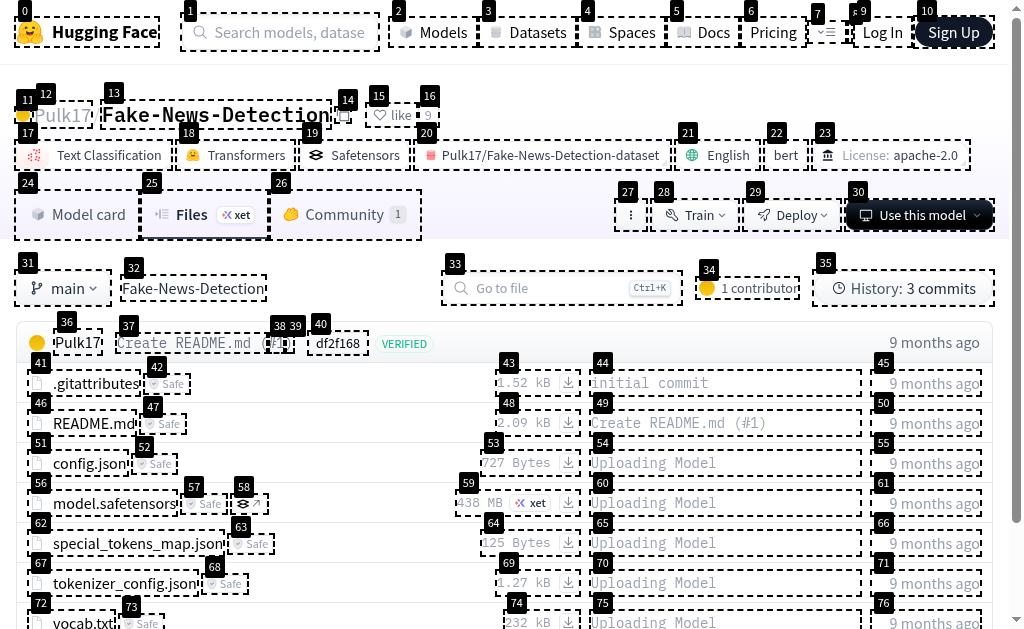 0 1 2 3 4 5 6 7 8 9 10
Hugging Face Search models, datase Models Datasets Spaces Docs Pricing Log In Sign Up
11 12 13 14 15 16
Pulk17 Fake-News-Detection like 9
17 18 19 20 21 22 23
Text Classification Transformers Safetensors Pulk17/Fake-News-Detection-dataset English bert License: apache-2.0
24 25 26 27 28 29 30
Model card Files xet Community 1 Train Deploy Use this model
31 32 33 34 35
main Fake-News-Detection Go to file Ctrl+K 1 contributor History: 3 commits
36 37 38 39 40
Pulk17 Create README.md (#1) df2f168 VERIFIED 9 months ago
41 42 43 44 45
.gitattributes Safe 1.52 kB initial commit 9 months ago
46 47 48 49 50
README.md Safe 2.09 kB Create README.md (#1) 9 months ago
51 52 53 54 55
config.json Safe 727 Bytes Uploading Model 9 months ago
56 57 58 59 60 61
model.safetensors Safe 438 MB xet Uploading Model 9 months ago
62 63 64 65 66
special_tokens_map.json Safe 125 Bytes Uploading Model 9 months ago
67 68 69 70 71
tokenizer_config.json Safe 1.27 kB Uploading Model 9 months ago
72 73 74 75 76
vocab.txt Safe 232 kB Uploading Model 9 months ago